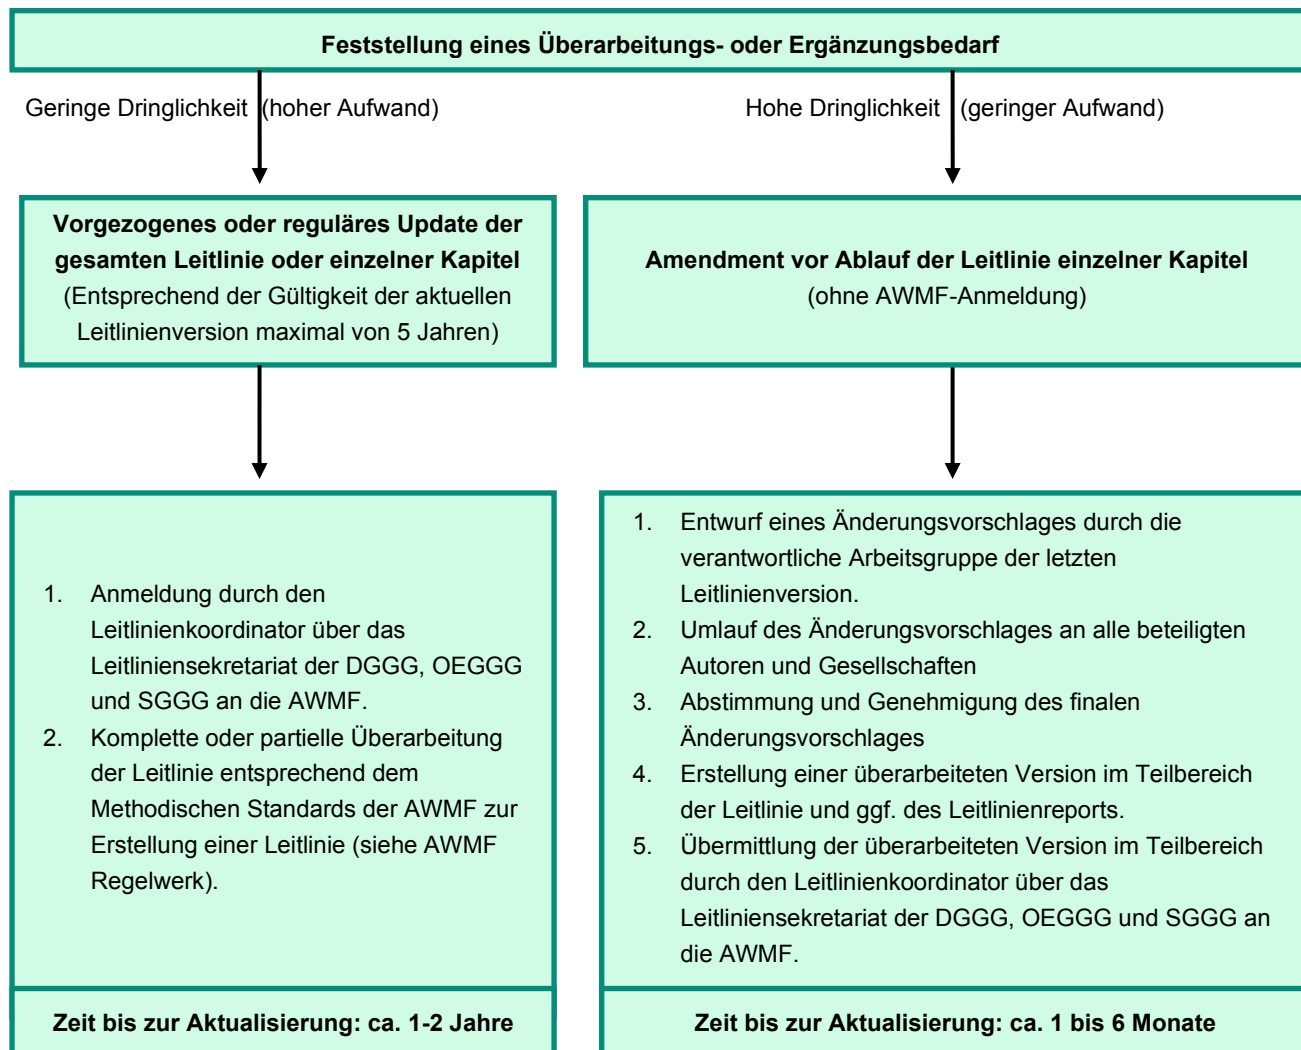 Feststellung eines Überarbeitungs- oder Ergänzungsbedarf
Geringe Dringlichkeit (hoher Aufwand)
Hohe Dringlichkeit (geringer Aufwand)
Vorgezogenes oder reguläres Update der
gesamten Leitlinie oder einzelner Kapitel
(Entsprechend der Gültigkeit der aktuellen
Leitlinienversion maximal von 5 Jahren)
Amendment vor Ablauf der Leitlinie einzelner Kapitel
(ohne AWMF-Anmeldung)
1. Anmeldung durch den
Leitlinienkoordinator über das
Leitliniensekretariat der DGGG, OEGGG
und SGGG an die AWMF.
2. Komplette oder partielle Überarbeitung
der Leitlinie entsprechend dem
Methodischen Standards der AWMF zur
Erstellung einer Leitlinie (siehe AWMF
Regelwerk).
Zeit bis zur Aktualisierung: ca. 1-2 Jahre
1. Entwurf eines Änderungsvorschlages durch die
verantwortliche Arbeitsgruppe der letzten
Leitlinienversion.
2. Umlauf des Änderungsvorschlages an alle beteiligten
Autoren und Gesellschaften
3. Abstimmung und Genehmigung des finalen
Änderungsvorschlages
4. Erstellung einer überarbeiteten Version im Teilbereich
der Leitlinie und ggf. des Leitlinienreports.
5. Übermittlung der überarbeiteten Version im Teilbereich
durch den Leitlinienkoordinator über das
Leitliniensekretariat der DGGG, OEGGG und SGGG an
die AWMF.
Zeit bis zur Aktualisierung: ca. 1 bis 6 Monate